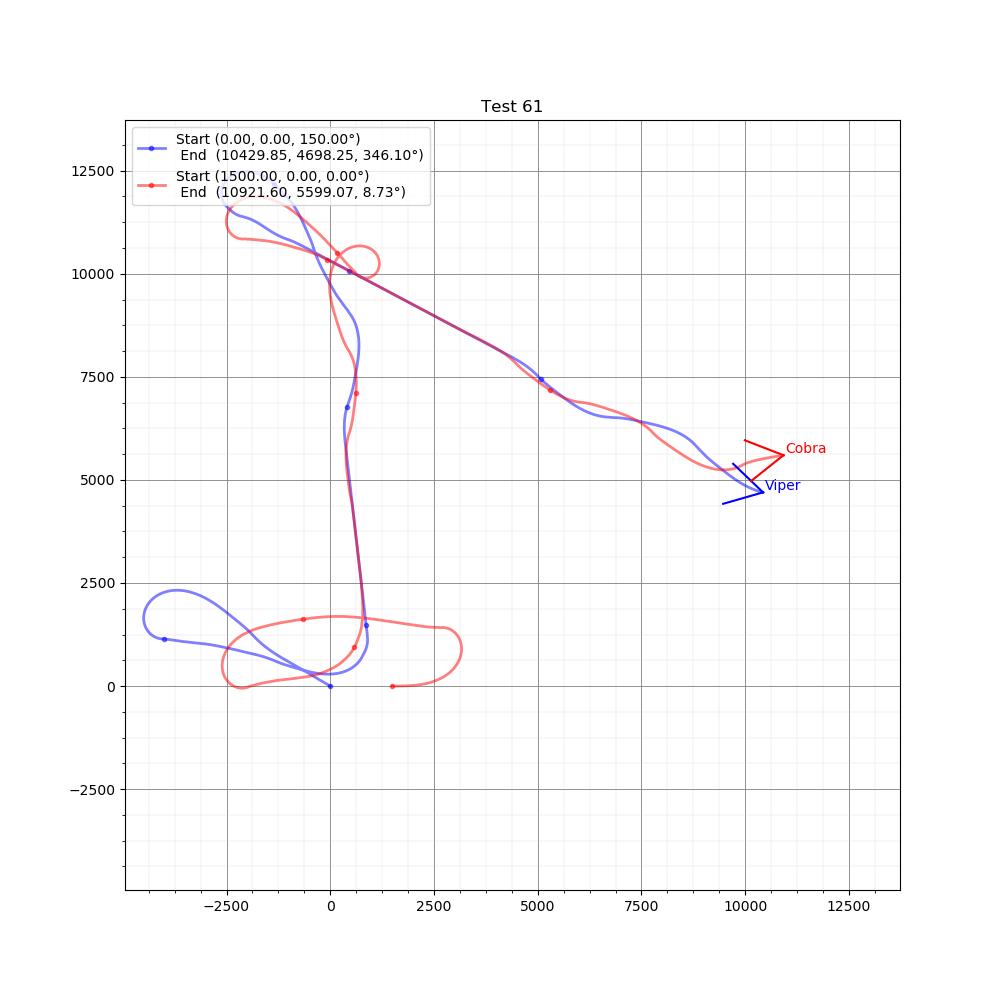 Test 61
Start (0.00, 0.00, 150.00°)
End (10429.85, 4698.25, 346.10°)
Start (1500.00, 0.00, 0.00°)
End (10921.60, 5599.07, 8.73°)
12500
10000
7500
5000
2500
0
−2500
Cobra
Viper
−2500 0 2500 5000 7500 10000 12500